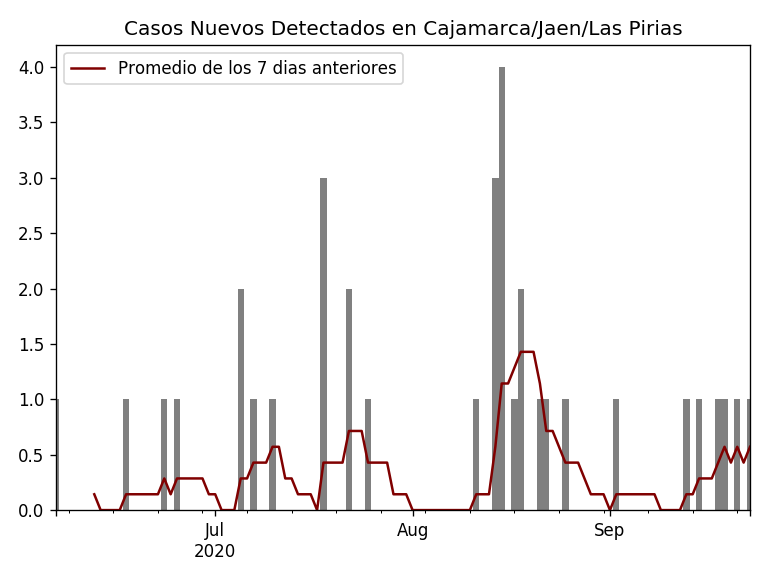 Casos Nuevos Detectados en Cajamarca/Jaen/Las Pirias
Promedio de los 7 dias anteriores
4.0
3.5
3.0
2.5
2.0
1.5
1.0
0.5
0.0
Jul
2020
Aug
Sep